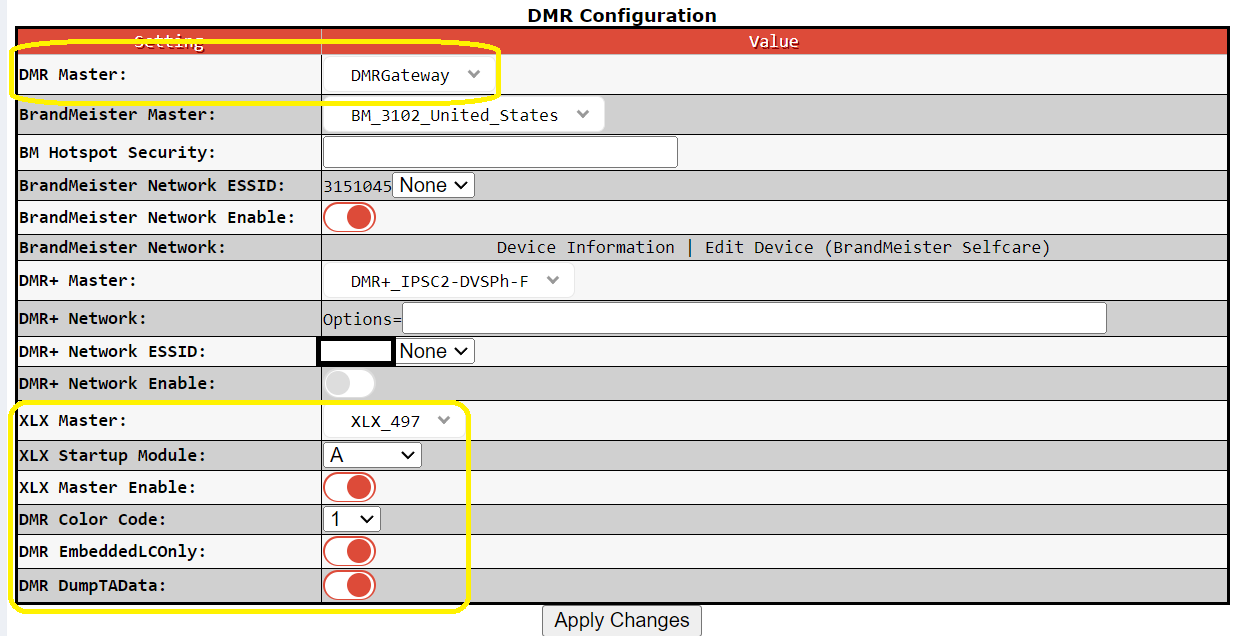 DMR Configuration
Setting Value
DMR Master: DMRGateway
BrandMeister Master: BM_3102_United_States
BM Hotspot Security:
BrandMeister Network ESSID: 3151045 None
BrandMeister Network Enable:
BrandMeister Network: Device Information | Edit Device (BrandMeister Selfcare)
DMR+ Master: DMR+_IPSC2-DVSPh-F
DMR+ Network: Options=
DMR+ Network ESSID: None
DMR+ Network Enable:
XLX Master: XLX_497
XLX Startup Module: A
XLX Master Enable:
DMR Color Code: 1
DMR EmbeddedLCOnly:
DMR DumpTAData:
Apply Changes